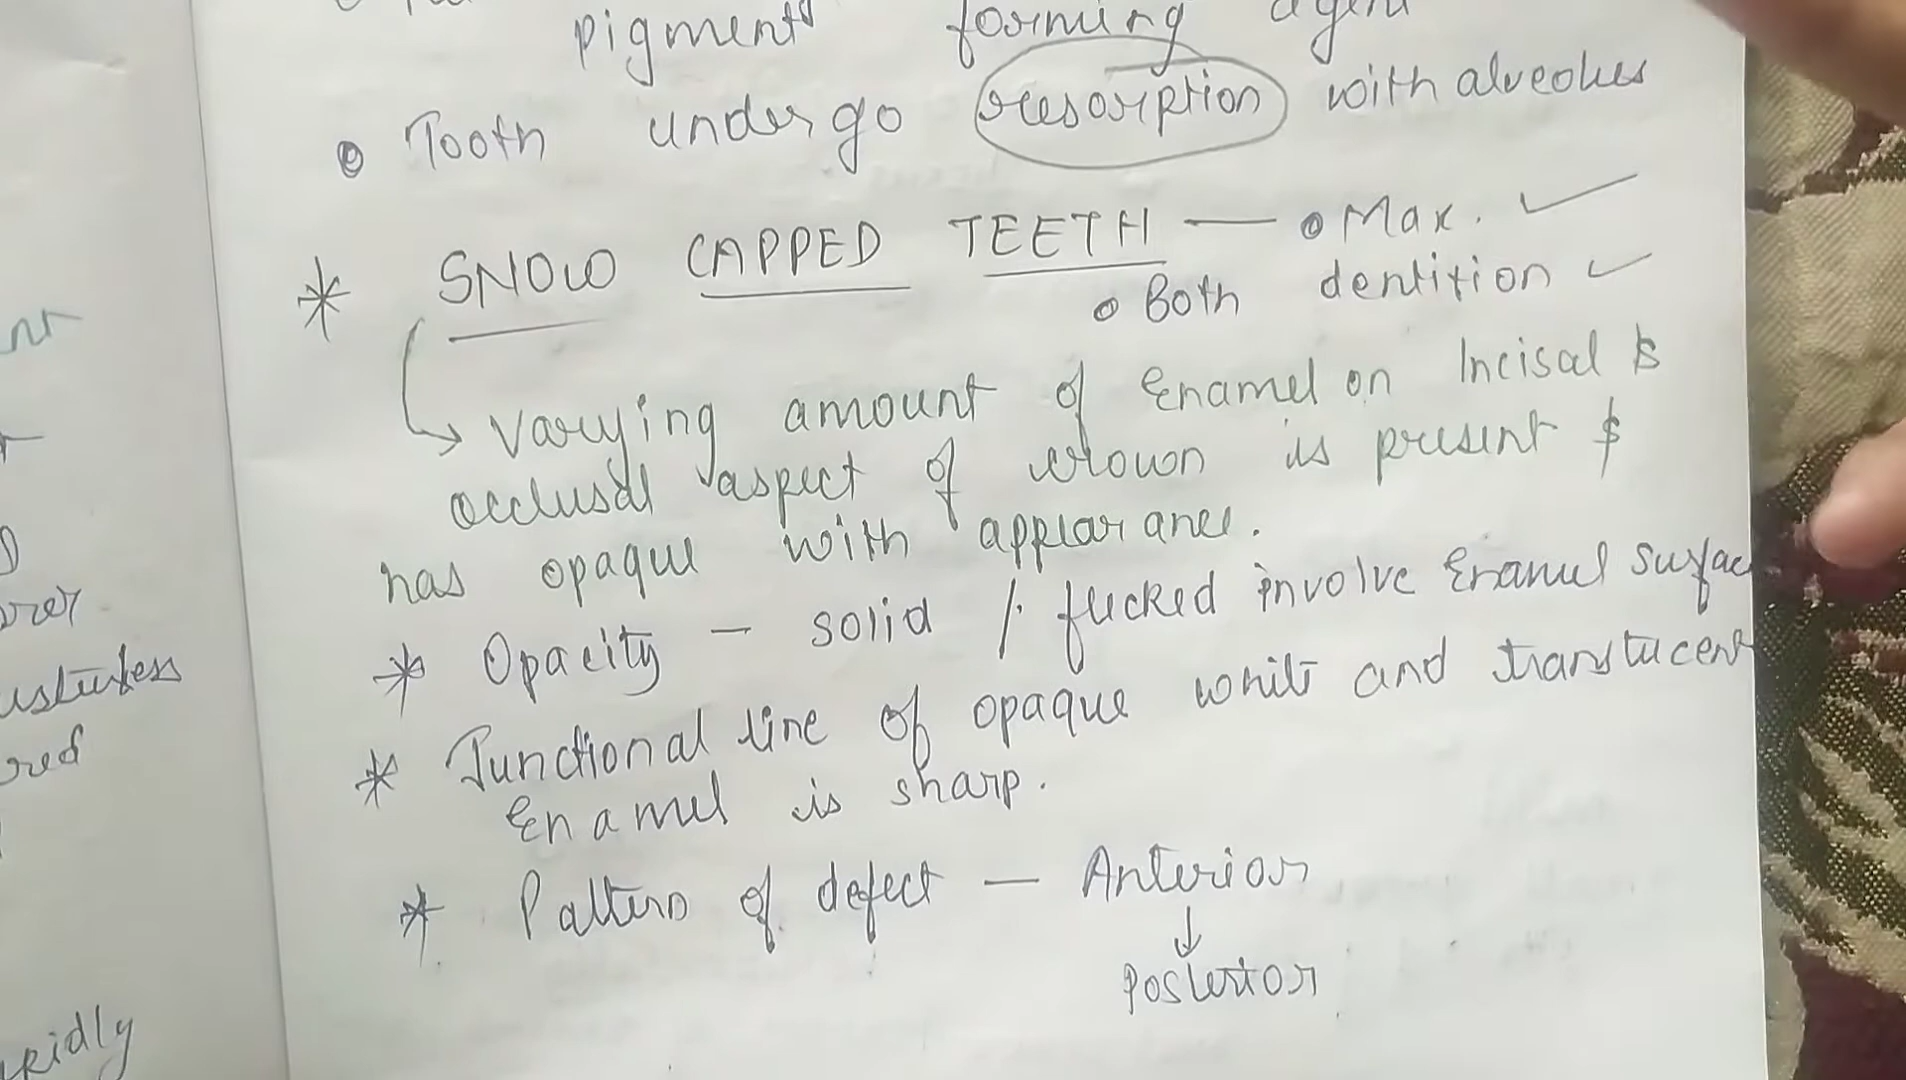 pigment forming agent
Tooth undergo resorption with alveolus
SNOW CAPPED TEETH — Max. ✓
Both dentition ✓
varying amount of Enamel on Incisal &
occlusal aspect of crown is present &
has opaque with appearance.
* Opacity — solid / flecked involve Enamel surface
* Junctional line of opaque white and translucent
Enamel is sharp.
* Pattern of defect — Anterior
↓
Posterior